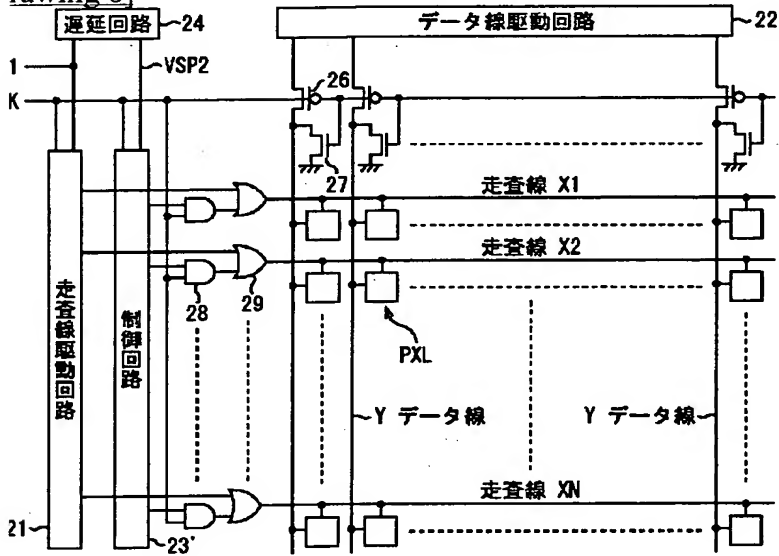 rawing 8]
遅延回路
24
データ線駆動回路
22
1
VSP2
K
26
27
走査線 X1
走査線 X2
28
29
走査線駆動回路
制御回路
PXL
Y データ線
Y データ線
走査線 XN
21
23'